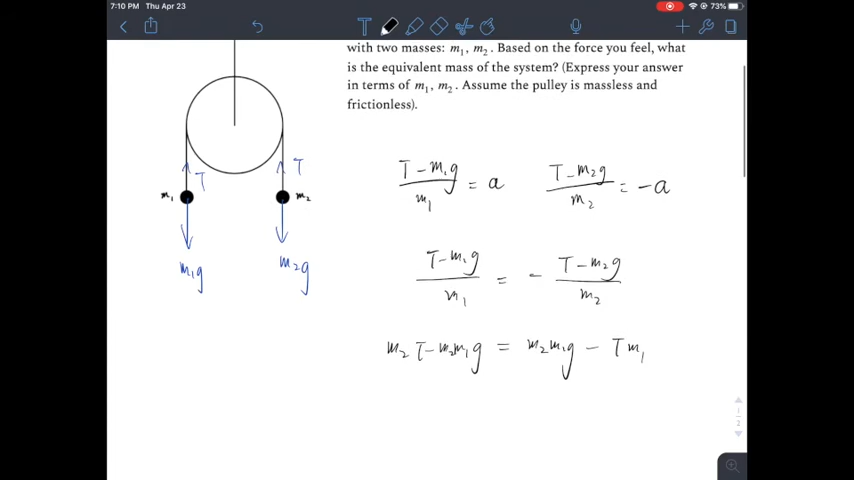 7:10 PM Thu Apr 23
73%
with two masses: m₁, m₂. Based on the force you feel, what
is the equivalent mass of the system? (Express your answer
in terms of m₁, m₂. Assume the pulley is massless and
frictionless).
T - m₁g / m₁ = a
T - m₂g / m₂ = -a
T
T
m₁
m₂
m₁g
m₂g
T - m₁g / m₁ = - T - m₂g / m₂
m₂T - m₂m₁g = m₂m₁g - Tm₁
1
2